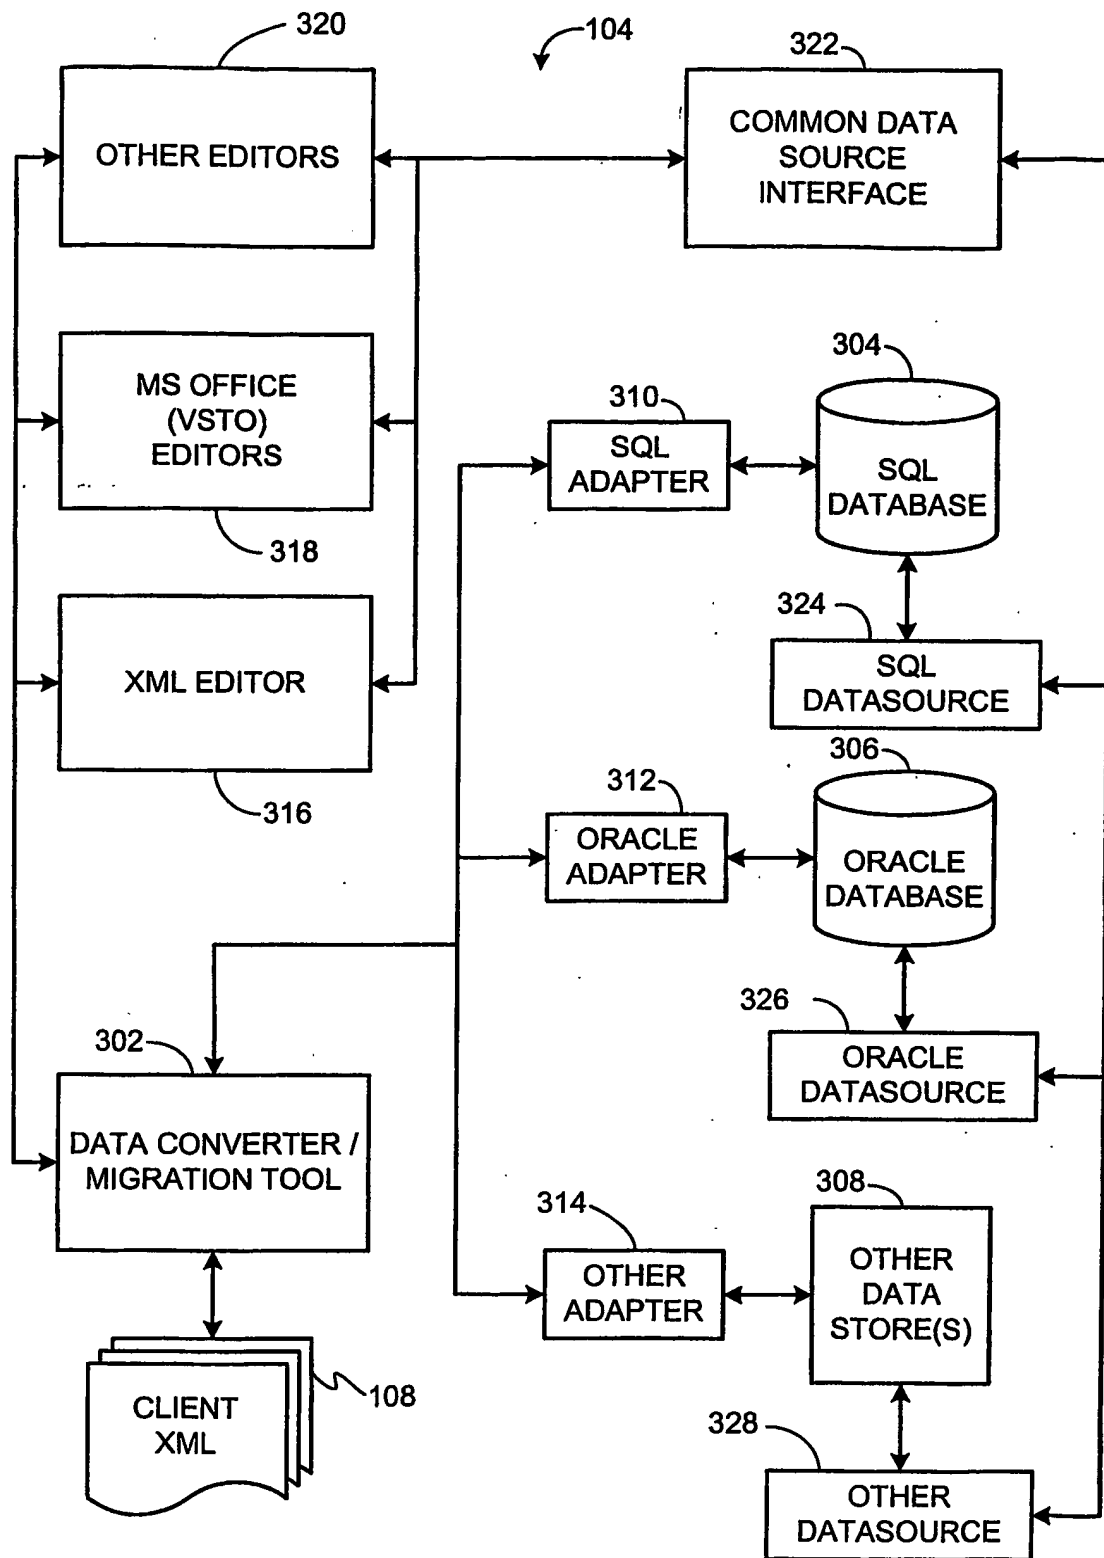 320
104
322
OTHER EDITORS
COMMON DATA
SOURCE
INTERFACE
MS OFFICE
(VSTO)
EDITORS
318
304
310
SQL
ADAPTER
SQL
DATABASE
324
SQL
DATASOURCE
XML EDITOR
316
306
312
ORACLE
ADAPTER
ORACLE
DATABASE
326
ORACLE
DATASOURCE
302
DATA CONVERTER /
MIGRATION TOOL
308
314
OTHER
ADAPTER
OTHER
DATA
STORE(S)
108
CLIENT
XML
328
OTHER
DATASOURCE